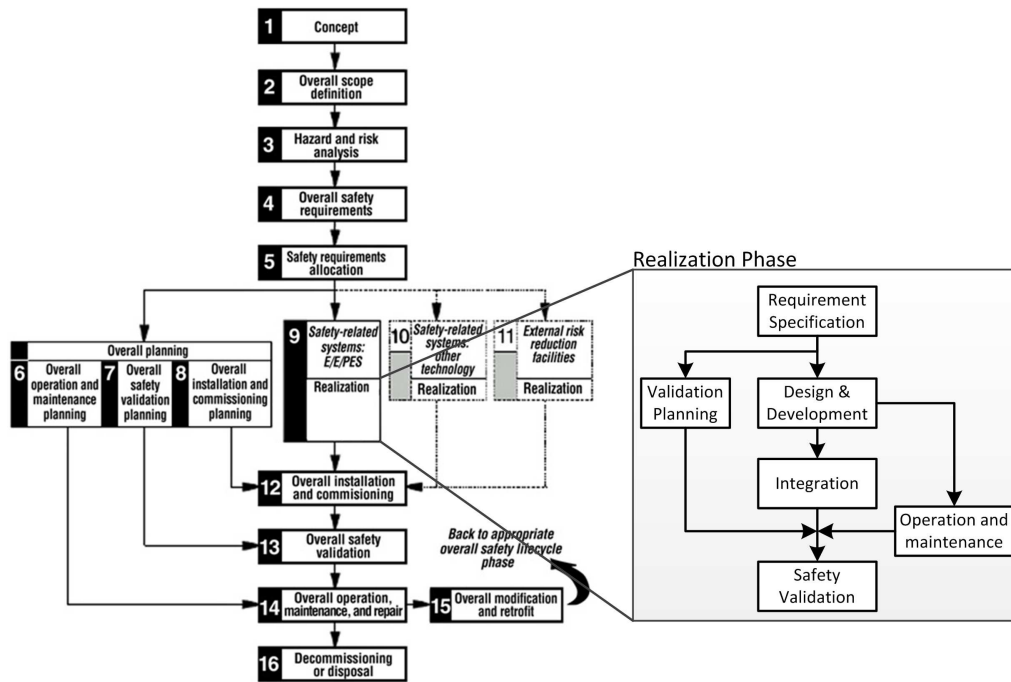 1
Concept
2
Overall scope
definition
3
Hazard and risk
analysis
4
Overall safety
requirements
5
Safety requirements
allocation
Overall planning
6
Overall
operation and
maintenance
planning
7
Overall
safety
validation
planning
8
Overall
installation and
commisioning
planning
9
Safety-related
systems:
E/E/PES
Realization
10
Safety-related
systems:
other
technology
Realization
11
External risk
reduction
facilities
Realization
12
Overall installation
and commisioning
13
Overall safety
validation
Back to appropriate
overall safety lifecycle
phase
14
Overall operation,
maintenance, and repair
15
Overall modification
and retrofit
16
Decommissioning
or disposal
Realization Phase
Requirement
Specification
Validation
Planning
Design &
Development
Integration
Operation and
maintenance
Safety
Validation